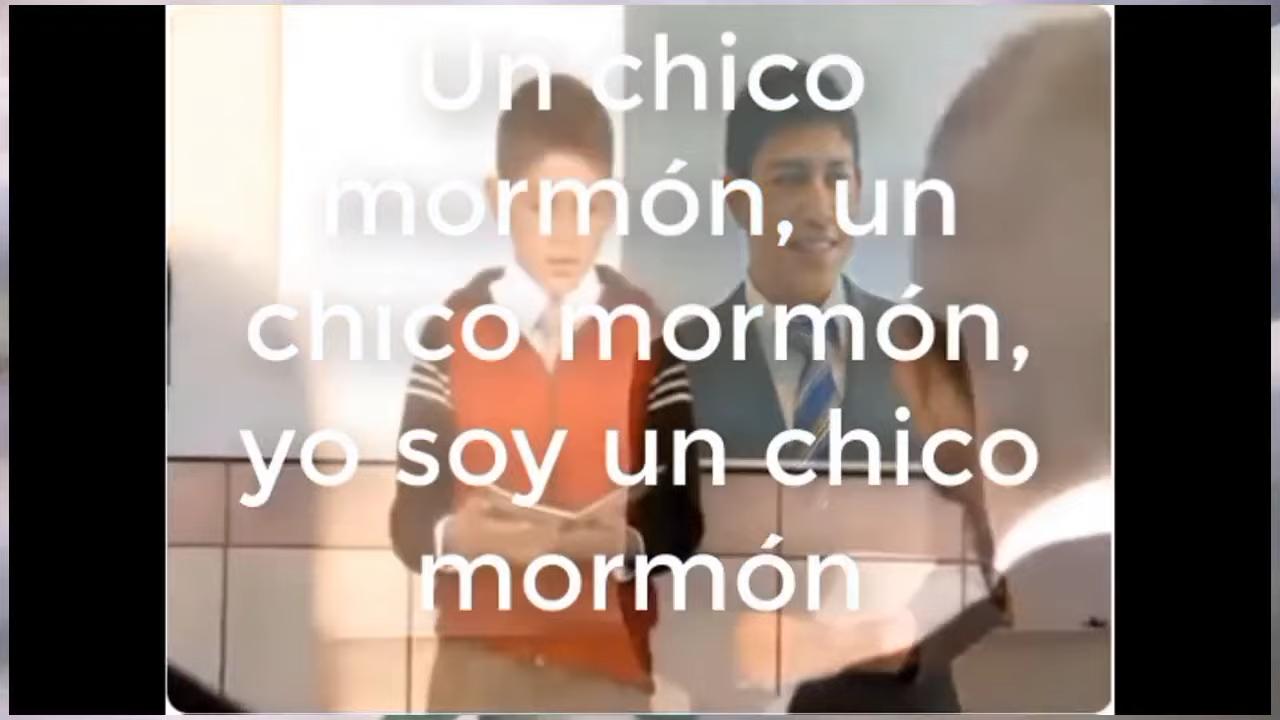 Un chico
mormón, un
chico mormón,
yo soy un chico
mormón